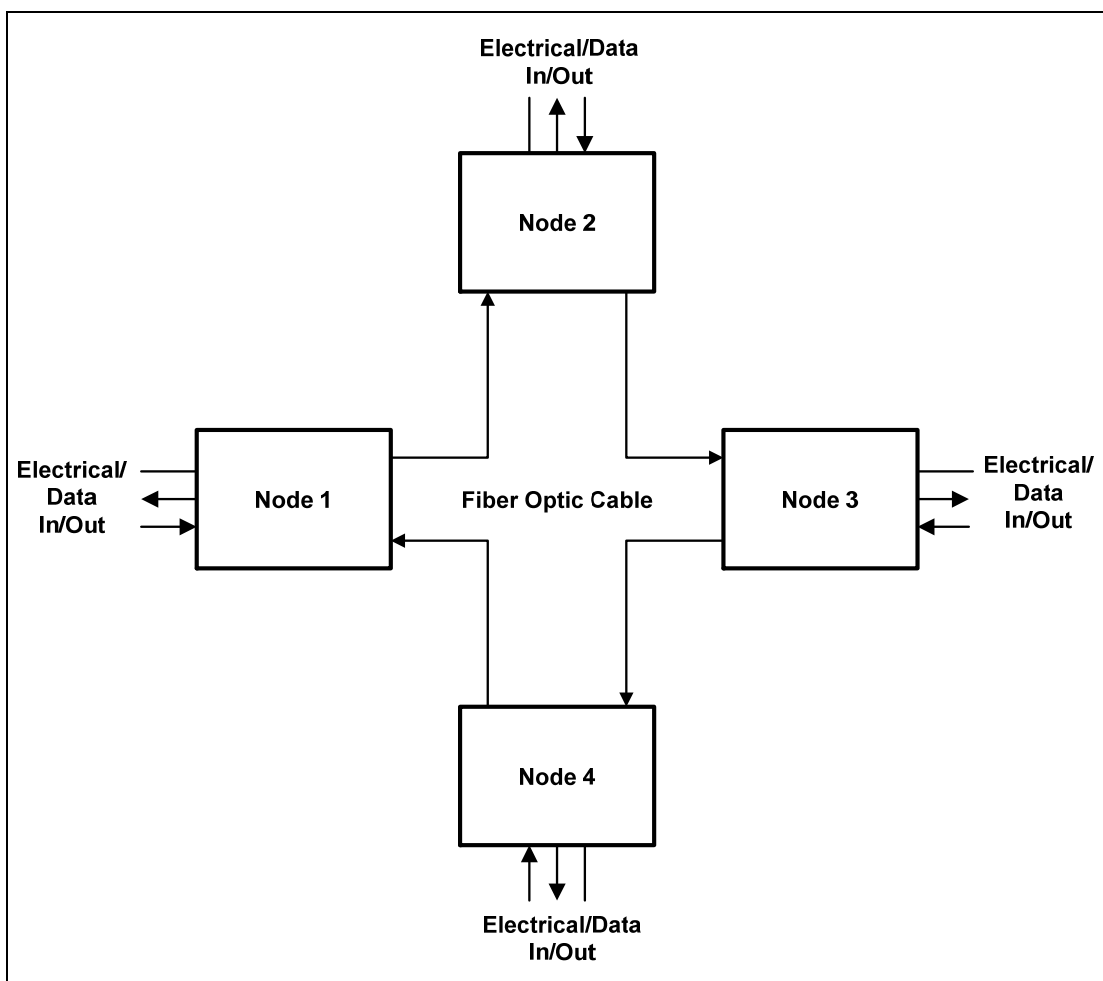 Electrical/Data
In/Out
Node 2
Electrical/
Data
In/Out
Node 1
Fiber Optic Cable
Node 3
Electrical/
Data
In/Out
Node 4
Electrical/Data
In/Out